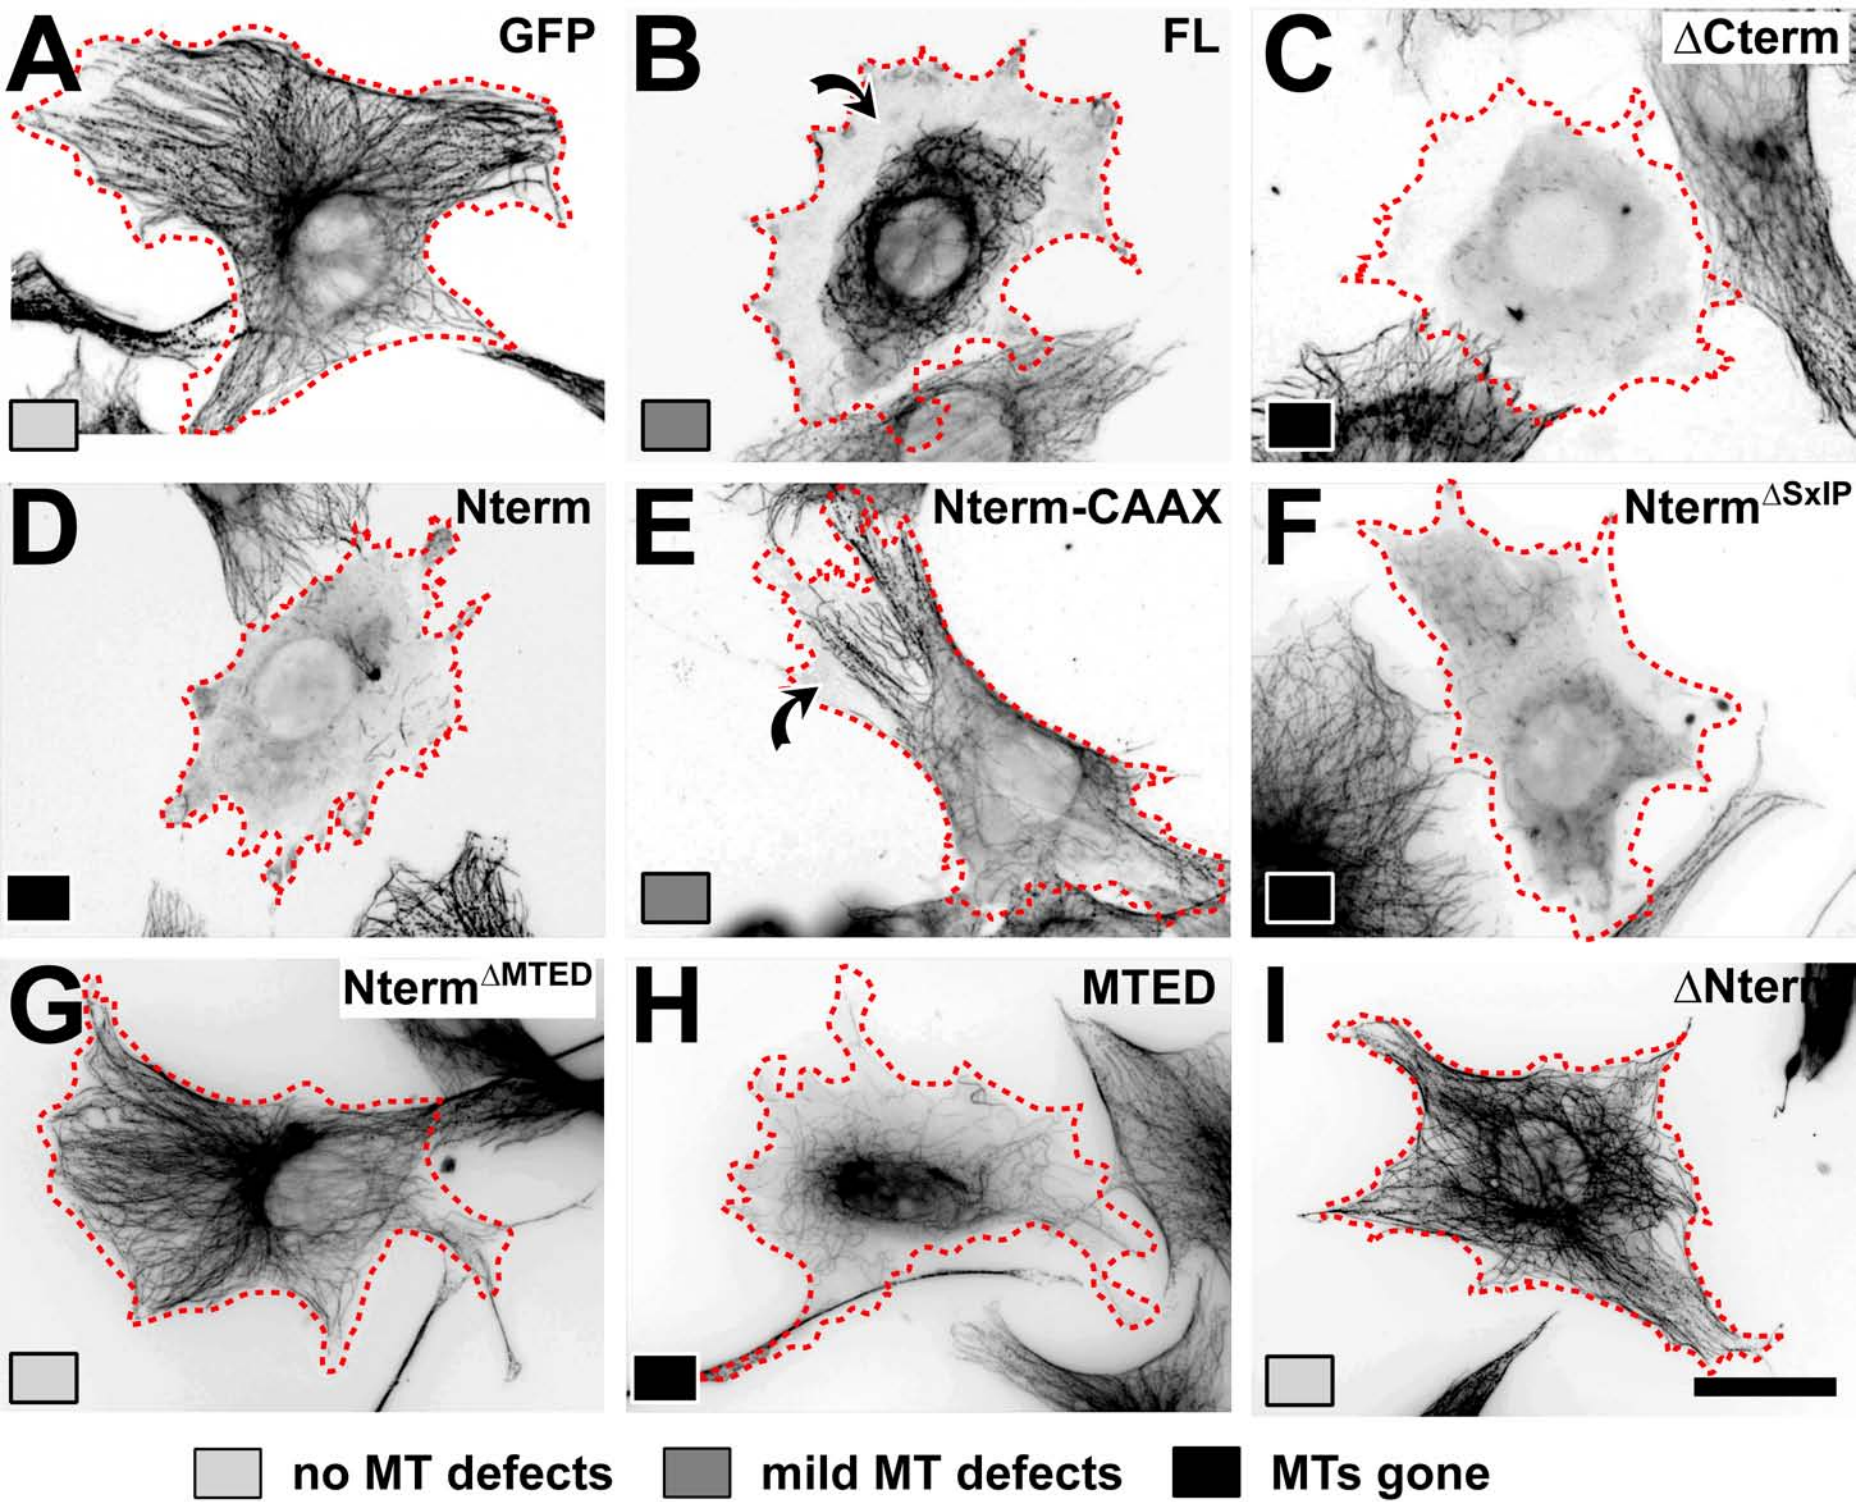 A GFP
B FL
C ΔCterm
D Nterm
E Nterm-CAAX
F Nterm^ΔSxIP
G Nterm^ΔMTED
H MTED
I ΔNterm
no MT defects
mild MT defects
MTs gone